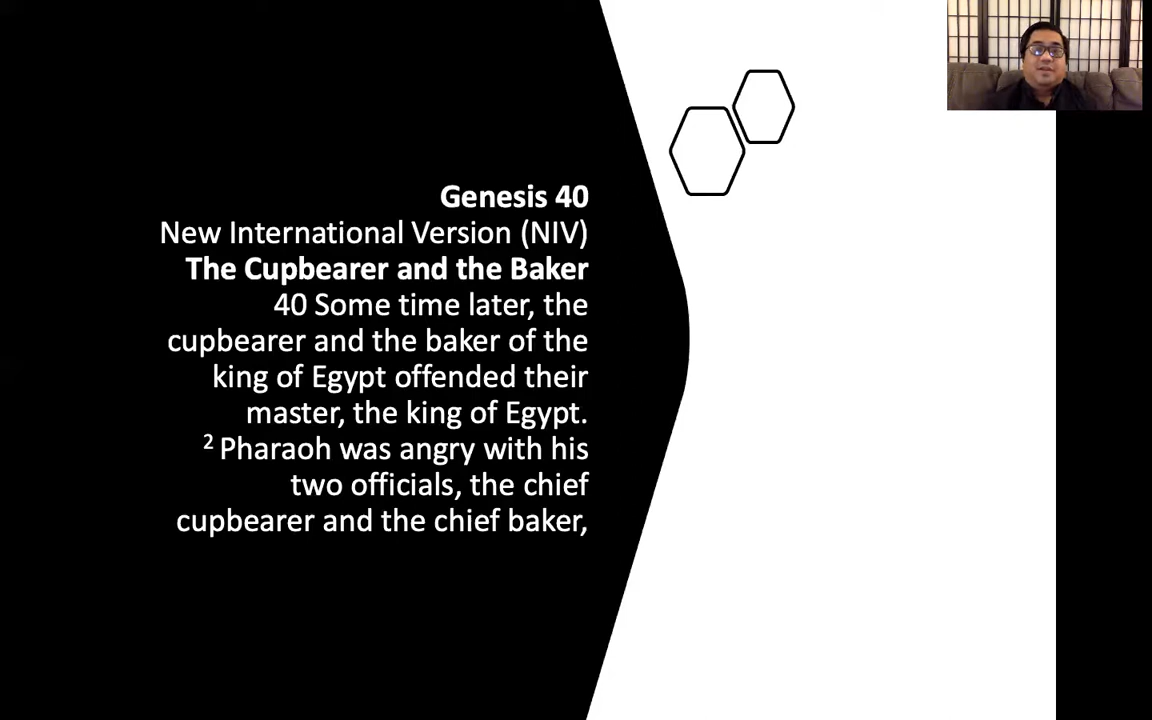 Genesis 40
New International Version (NIV)
The Cupbearer and the Baker
40 Some time later, the
cupbearer and the baker of the
king of Egypt offended their
master, the king of Egypt.
2 Pharaoh was angry with his
two officials, the chief
cupbearer and the chief baker,